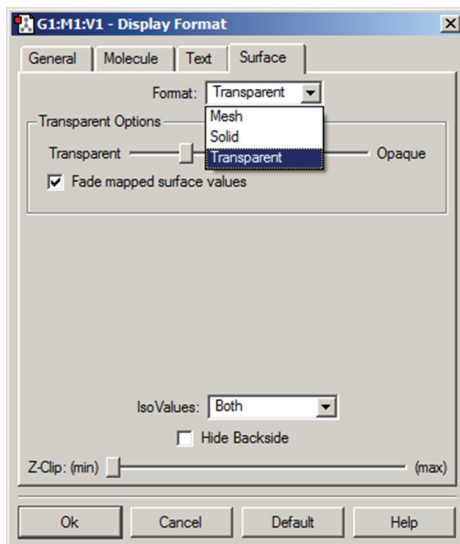 G1:M1:V1 - Display Format
General Molecule Text Surface
Format: Transparent
Mesh
Solid
Transparent
Transparent Options
Transparent Opaque
Fade mapped surface values
IsoValues: Both
Hide Backside
Z-Clip: (min) (max)
Ok Cancel Default Help